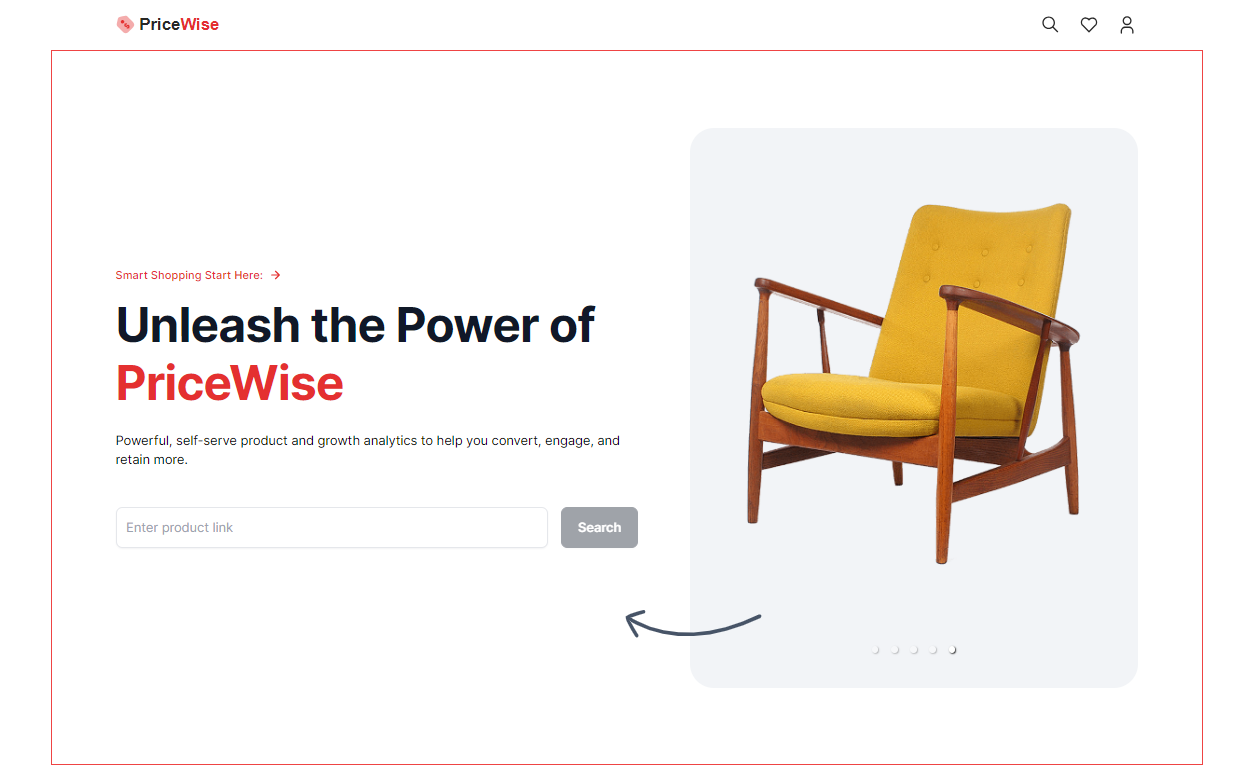 PriceWise
Smart Shopping Start Here:
Unleash the Power of
PriceWise
Powerful, self-serve product and growth analytics to help you convert, engage, and
retain more.
Enter product link
Search